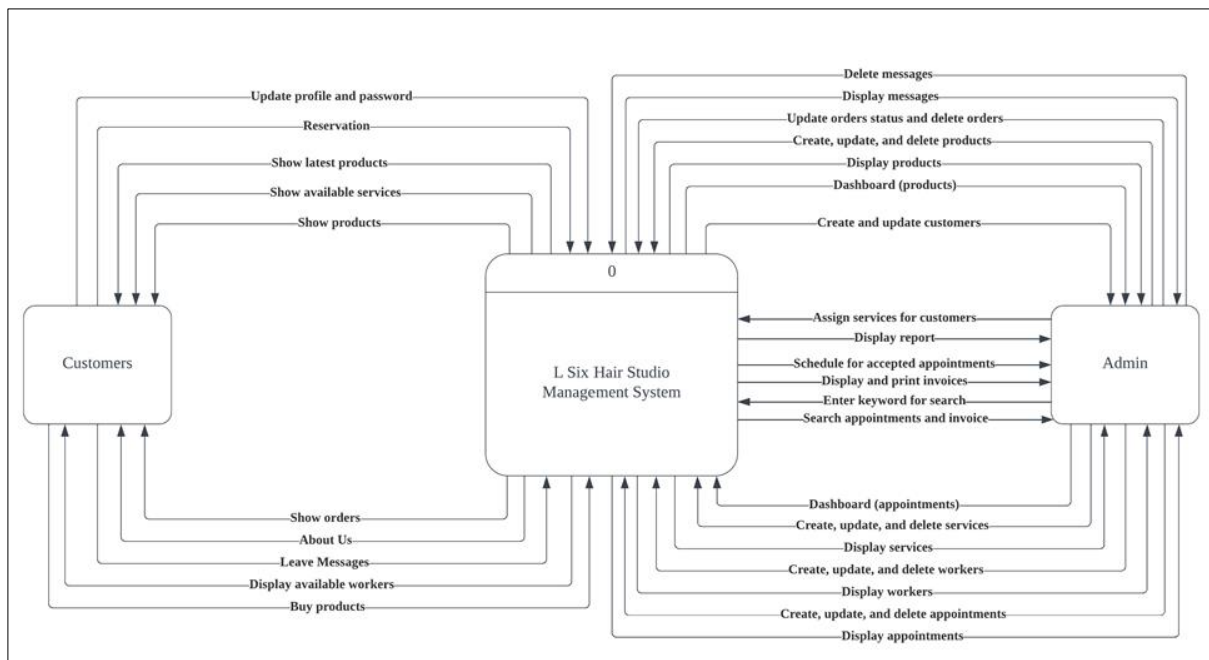 Delete messages
Update profile and password
Display messages
Reservation
Update orders status and delete orders
Create, update, and delete products
Show latest products
Display products
Show available services
Dashboard (products)
Show products
Create and update customers
0
Customers
L Six Hair Studio
Management System
Assign services for customers
Display report
Schedule for accepted appointments
Display and print invoices
Enter keyword for search
Search appointments and invoice
Admin
Show orders
About Us
Leave Messages
Display available workers
Buy products
Dashboard (appointments)
Create, update, and delete services
Display services
Create, update, and delete workers
Display workers
Create, update, and delete appointments
Display appointments